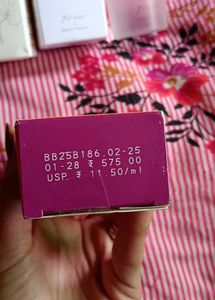 BBZ5B186,02-25
01-28 ₹ 575.00
USP. ₹ 11.50/ml